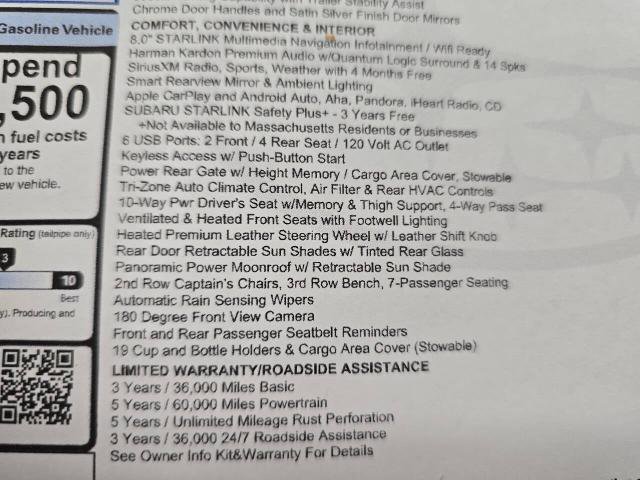 Capability with Trailer Stability Assist
Chrome Door Handles and Satin Silver Finish Door Mirrors
COMFORT, CONVENIENCE & INTERIOR
8.0" STARLINK Multimedia Navigation Infotainment / Wifi Ready
Harman Kardon Premium Audio w/Quantum Logic Surround & 14 Spks
SiriusXM Radio, Sports, Weather with 4 Months Free
Smart Rearview Mirror & Ambient Lighting
Apple CarPlay and Android Auto, Aha, Pandora, iHeart Radio, CD
SUBARU STARLINK Safety Plus+ - 3 Years Free
+Not Available to Massachusetts Residents or Businesses
6 USB Ports: 2 Front / 4 Rear Seat / 120 Volt AC Outlet
Keyless Access w/ Push-Button Start
Power Rear Gate w/ Height Memory / Cargo Area Cover, Stowable
Tri-Zone Auto Climate Control, Air Filter & Rear HVAC Controls
10-Way Pwr Driver's Seat w/Memory & Thigh Support, 4-Way Pass Seat
Ventilated & Heated Front Seats with Footwell Lighting
Heated Premium Leather Steering Wheel w/ Leather Shift Knob
Rear Door Retractable Sun Shades w/ Tinted Rear Glass
Panoramic Power Moonroof w/ Retractable Sun Shade
2nd Row Captain's Chairs, 3rd Row Bench, 7-Passenger Seating
Automatic Rain Sensing Wipers
180 Degree Front View Camera
Front and Rear Passenger Seatbelt Reminders
19 Cup and Bottle Holders & Cargo Area Cover (Stowable)
LIMITED WARRANTY/ROADSIDE ASSISTANCE
3 Years / 36,000 Miles Basic
5 Years / 60,000 Miles Powertrain
5 Years / Unlimited Mileage Rust Perforation
3 Years / 36,000 24/7 Roadside Assistance
See Owner Info Kit&Warranty For Details
Gasoline Vehicle
pend
,500
n fuel costs
years
to the
ew vehicle.
Rating (tailpipe only)
3
10
Best
y). Producing and